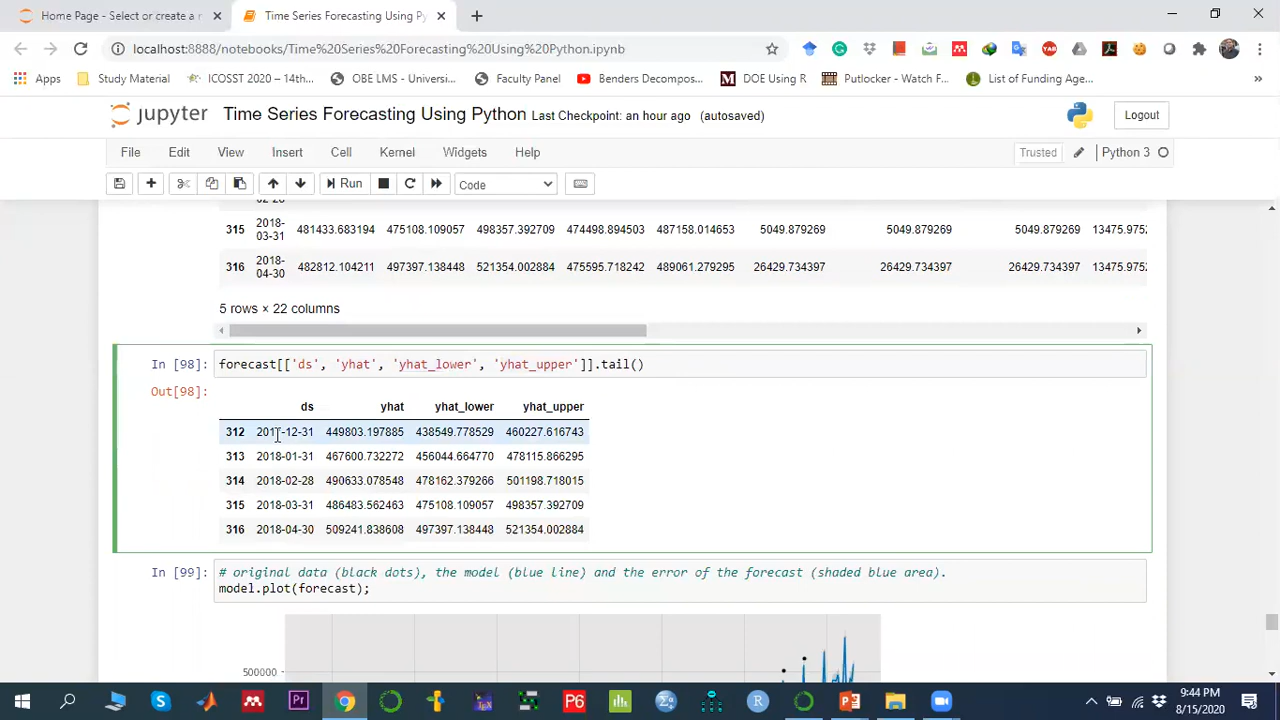 Home Page - Select or create a n
Time Series Forecasting Using Py
localhost:8888/notebooks/Time%20Series%20Forecasting%20Using%20Python.ipynb
Apps Study Material ICOSST 2020 – 14th... OBE LMS - Universi... Faculty Panel Benders Decompos... DOE Using R Putlocker - Watch F... List of Funding Age... »
jupyter Time Series Forecasting Using Python Last Checkpoint: an hour ago (autosaved) Logout
File Edit View Insert Cell Kernel Widgets Help Trusted Python 3
Run Code
315 2018-03-31 481433.683194 475108.109057 498357.392709 474498.894503 487158.014653 5049.879269 5049.879269 5049.879269 13475.9752
316 2018-04-30 482812.104211 497397.138448 521354.002884 475595.718242 489061.279295 26429.734397 26429.734397 26429.734397 13475.9752
5 rows × 22 columns
In [98]: forecast[['ds', 'yhat', 'yhat_lower', 'yhat_upper']].tail()
Out[98]:
ds yhat yhat_lower yhat_upper
312 2017-12-31 449803.197885 438549.778529 460227.616743
313 2018-01-31 467600.732272 456044.664770 478115.866295
314 2018-02-28 490633.078548 478162.379266 501198.718015
315 2018-03-31 486483.562463 475108.109057 498357.392709
316 2018-04-30 509241.838608 497397.138448 521354.002884
In [99]: # original data (black dots), the model (blue line) and the error of the forecast (shaded blue area).
model.plot(forecast);
500000
9:44 PM
8/15/2020